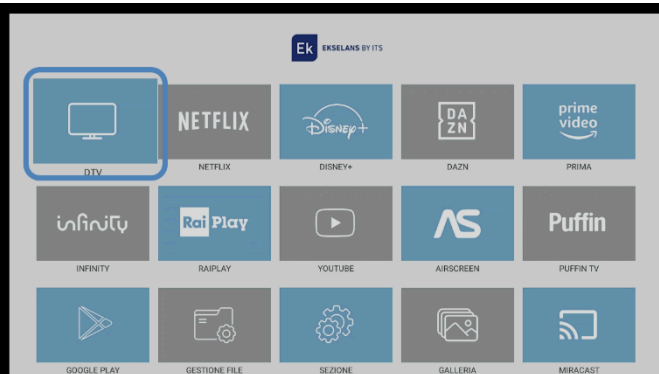 Ek EKSELANS BY ITS
NETFLIX
Disney+
DA
ZN
prime
video
DTV
NETFLIX
DISNEY+
DAZN
PRIMA
infinity
Rai Play
AS
Puffin
INFINITY
RAIPLAY
YOUTUBE
AIRSCREEN
PUFFIN TV
GOOGLE PLAY
GESTIONE FILE
SEZIONE
GALLERIA
MIRACAST